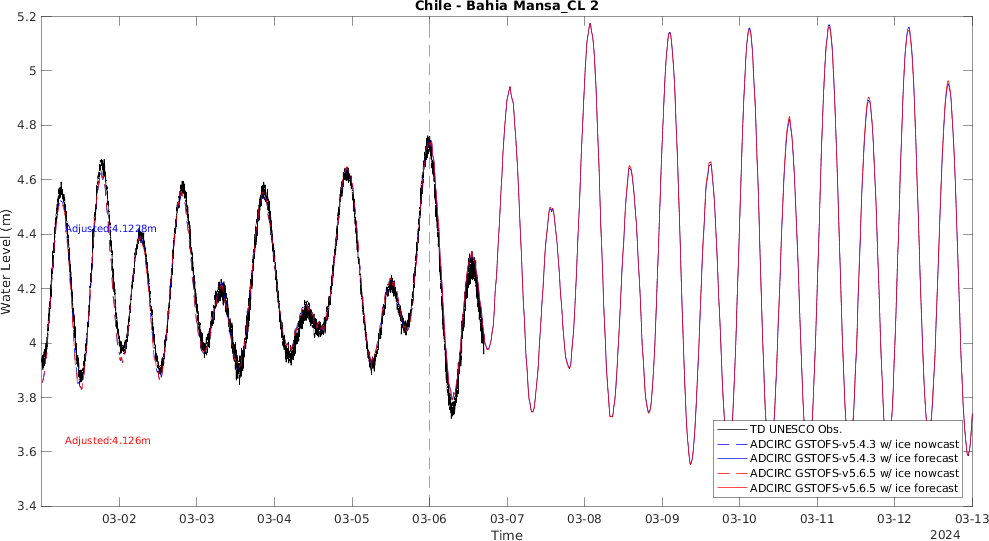 Chile - Bahia Mansa_CL 2
5.2
5
4.8
4.6
4.4
4.2
4
3.8
3.6
3.4
Water Level (m)
Adjusted:4.1228m
Adjusted:4.126m
TD UNESCO Obs.
ADCIRC GSTOFS-v5.4.3 w/ ice nowcast
ADCIRC GSTOFS-v5.4.3 w/ ice forecast
ADCIRC GSTOFS-v5.6.5 w/ ice nowcast
ADCIRC GSTOFS-v5.6.5 w/ ice forecast
03-02 03-03 03-04 03-05 03-06 03-07 03-08 03-09 03-10 03-11 03-12 03-13
Time
2024